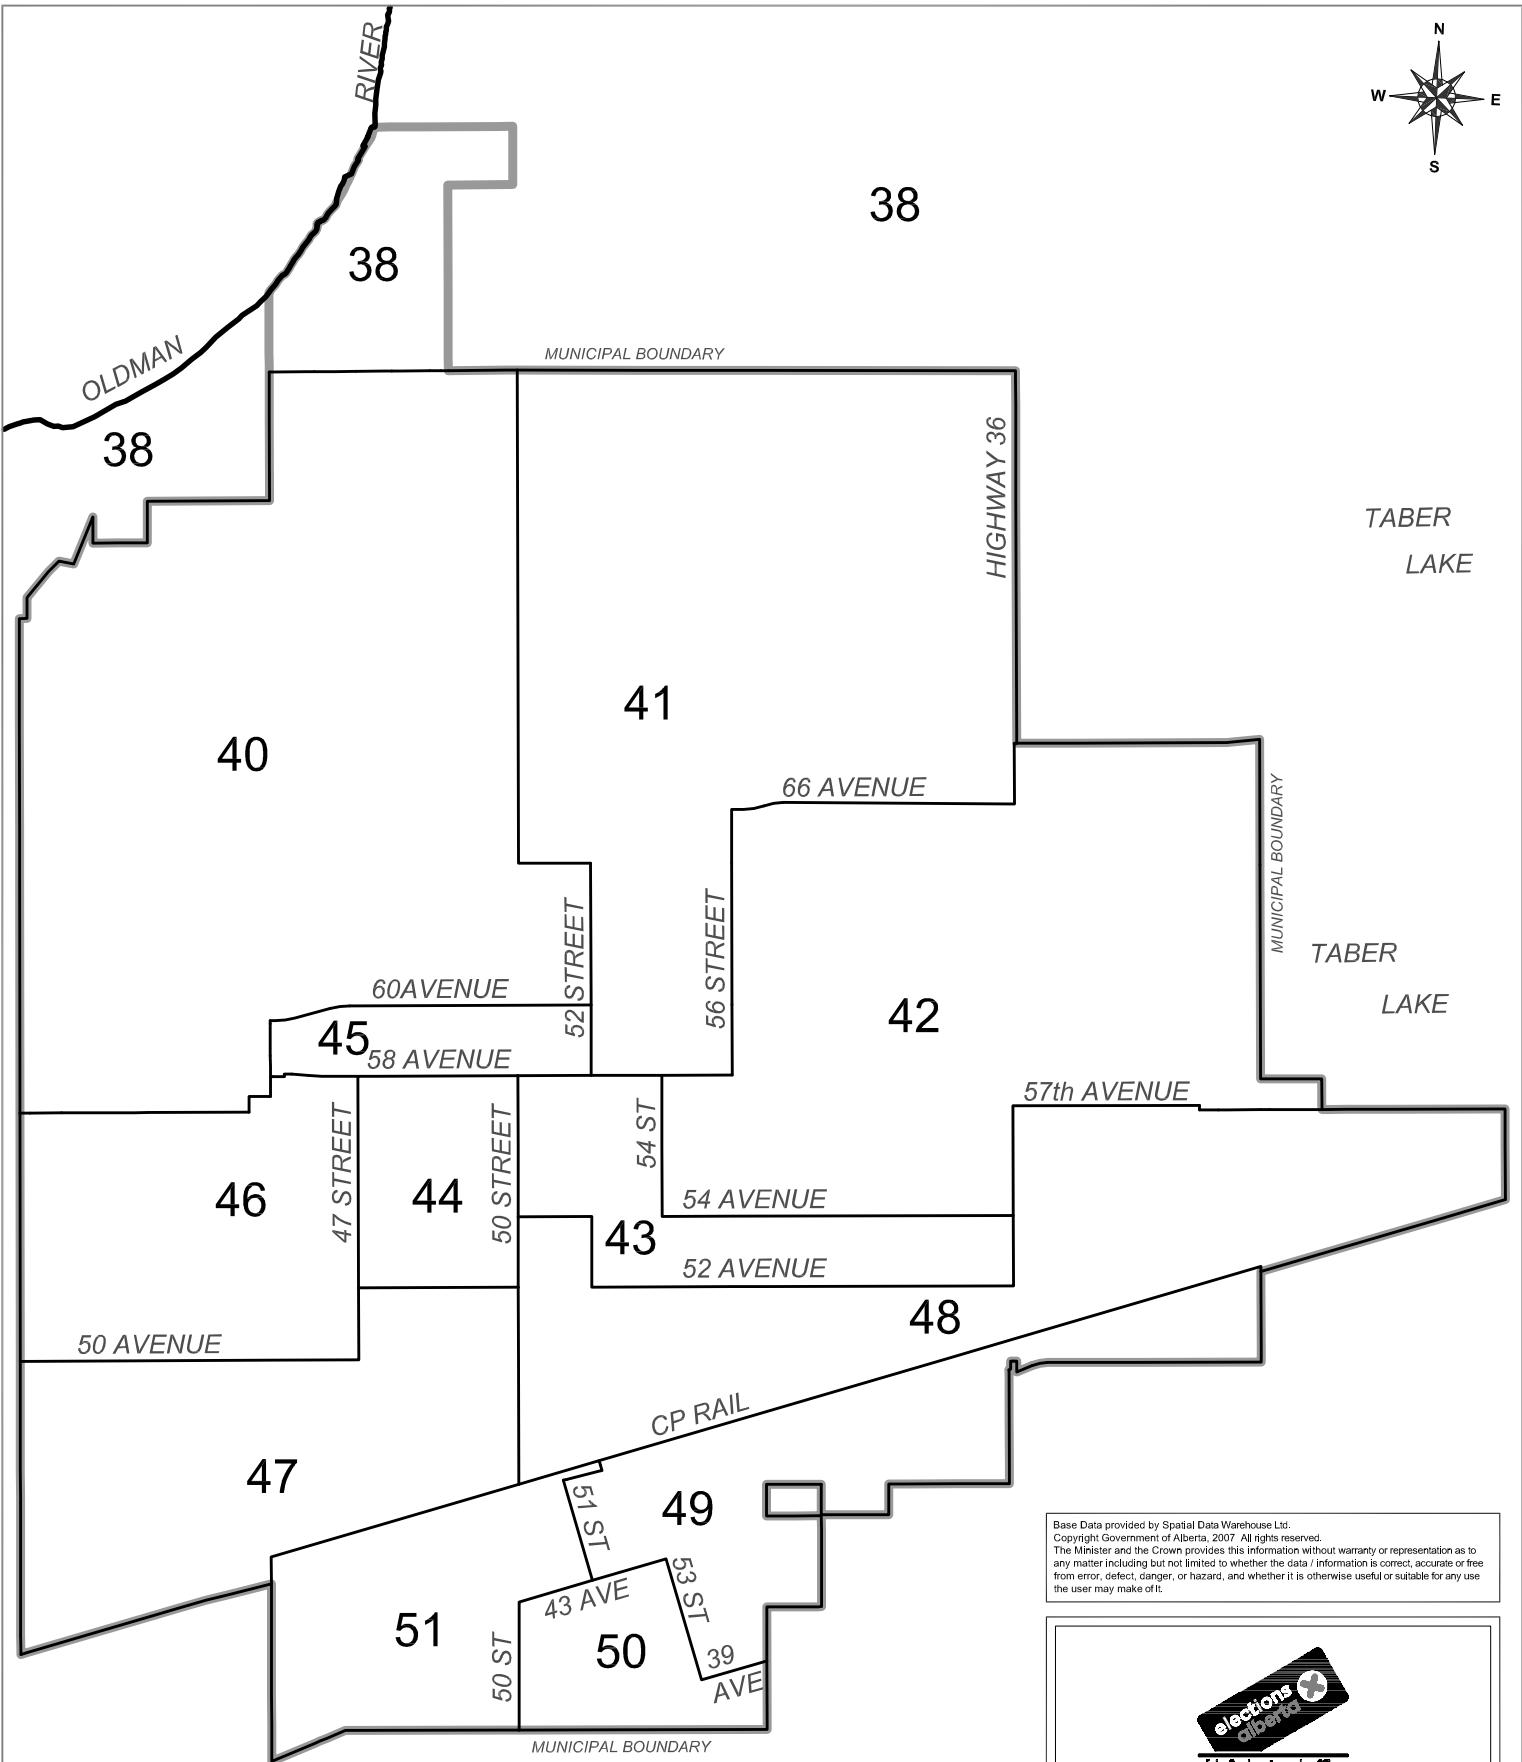 N
W
E
S
RIVER
38
38
OLDMAN
MUNICIPAL BOUNDARY
38
HIGHWAY 36
TABER
LAKE
41
40
66 AVENUE
MUNICIPAL BOUNDARY
52 STREET
56 STREET
TABER
LAKE
60AVENUE
42
45
58 AVENUE
57th AVENUE
47 STREET
50 STREET
54 ST
46
44
54 AVENUE
43
52 AVENUE
48
50 AVENUE
CP RAIL
47
51 ST
49
Base Data provided by Spatial Data Warehouse Ltd.
Copyright Government of Alberta, 2007 All rights reserved.
The Minister and the Crown provides this information without warranty or representation as to
any matter including but not limited to whether the data / information is correct, accurate or free
from error, defect, danger, or hazard, and whether it is otherwise useful or suitable for any use
the user may make of it.
43 AVE
53 ST
51
50 ST
50
39
AVE
elections
alberta
MUNICIPAL BOUNDARY